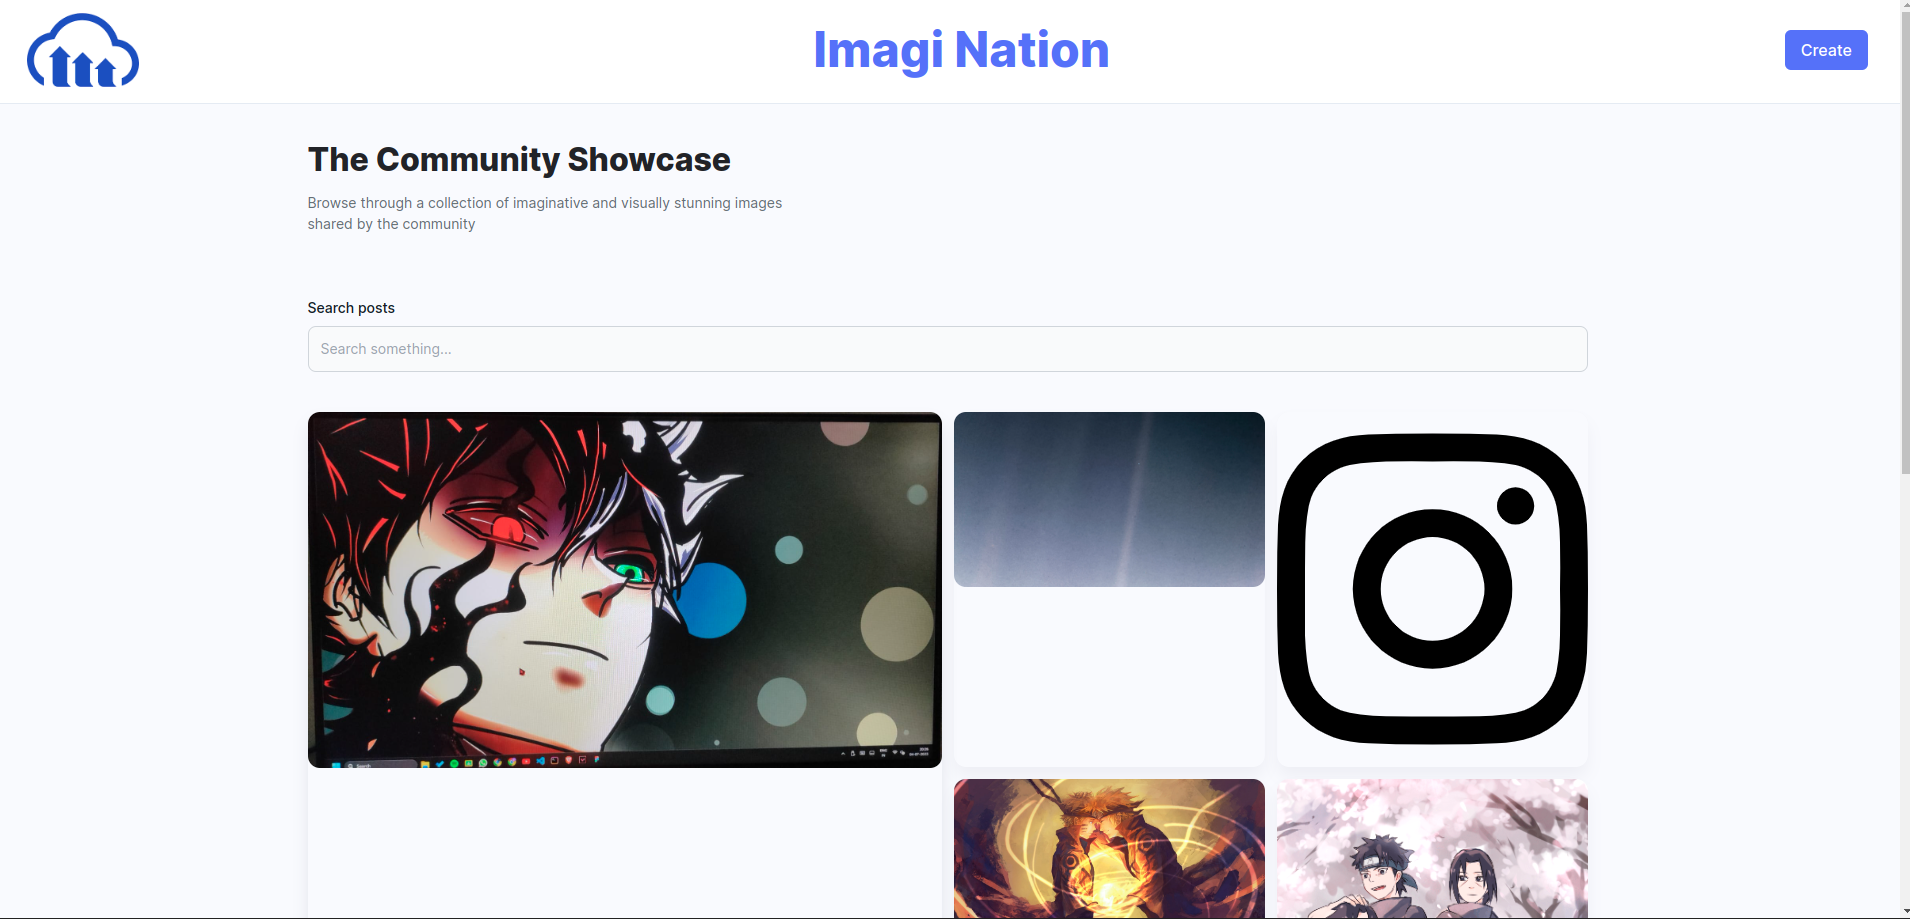 Imagi Nation
Create
The Community Showcase
Browse through a collection of imaginative and visually stunning images
shared by the community
Search posts
Search something...
Search